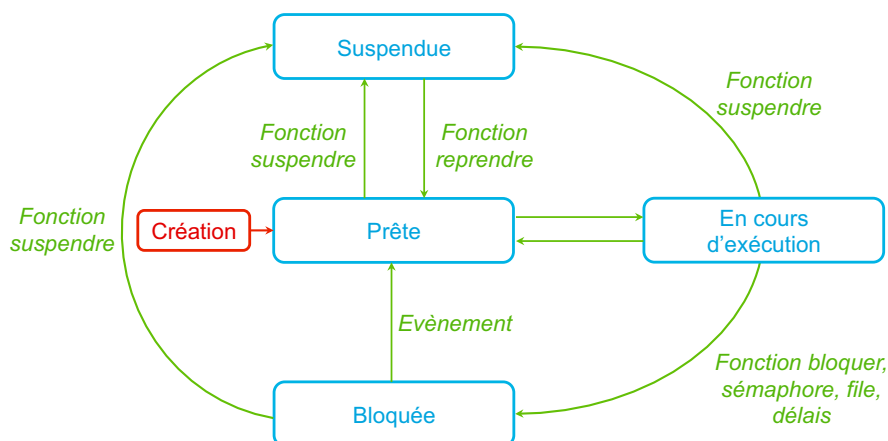 Suspendue
Fonction
suspendre
Fonction
suspendre
Fonction
reprendre
Fonction
suspendre
Création
Prête
En cours
d'exécution
Evènement
Fonction bloquer,
sémaphore, file,
délais
Bloquée